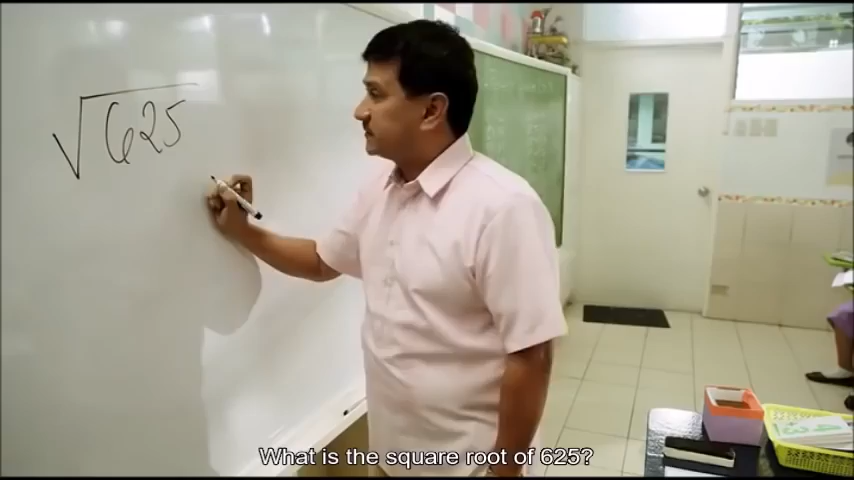 √625
What is the square root of 625?